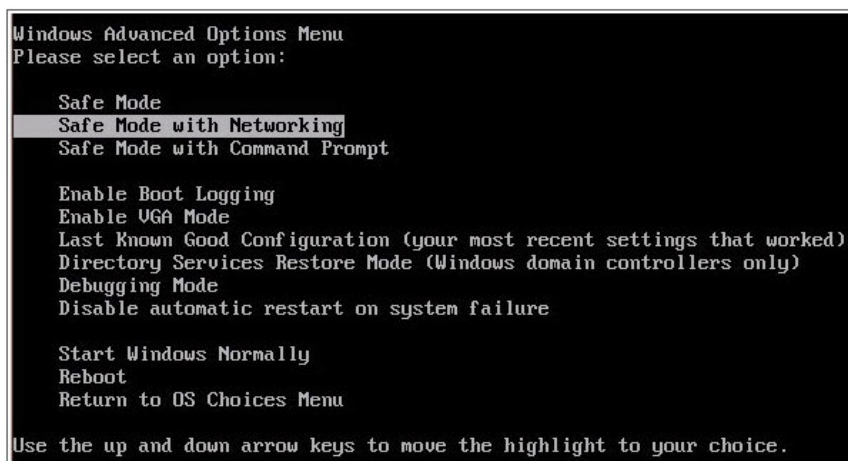 Windows Advanced Options Menu
Please select an option:
Safe Mode
Safe Mode with Networking
Safe Mode with Command Prompt
Enable Boot Logging
Enable VGA Mode
Last Known Good Configuration (your most recent settings that worked)
Directory Services Restore Mode (Windows domain controllers only)
Debugging Mode
Disable automatic restart on system failure
Start Windows Normally
Reboot
Return to OS Choices Menu
Use the up and down arrow keys to move the highlight to your choice.